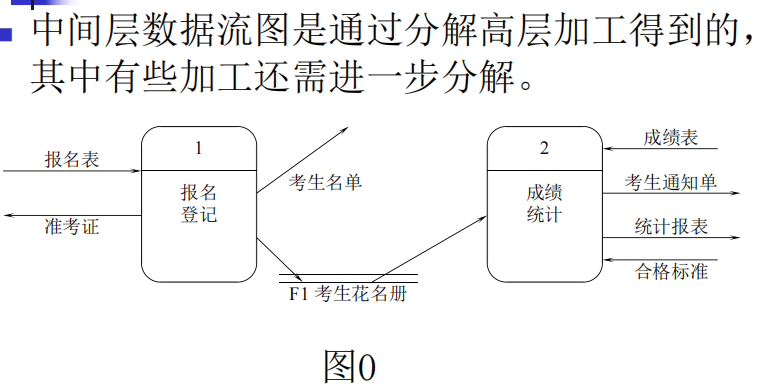 中间层数据流图是通过分解高层加工得到的，
其中有些加工还需进一步分解。
1
报名
登记
报名表
准考证
考生名单
F1 考生花名册
2
成绩
统计
成绩表
考生通知单
统计报表
合格标准
图0